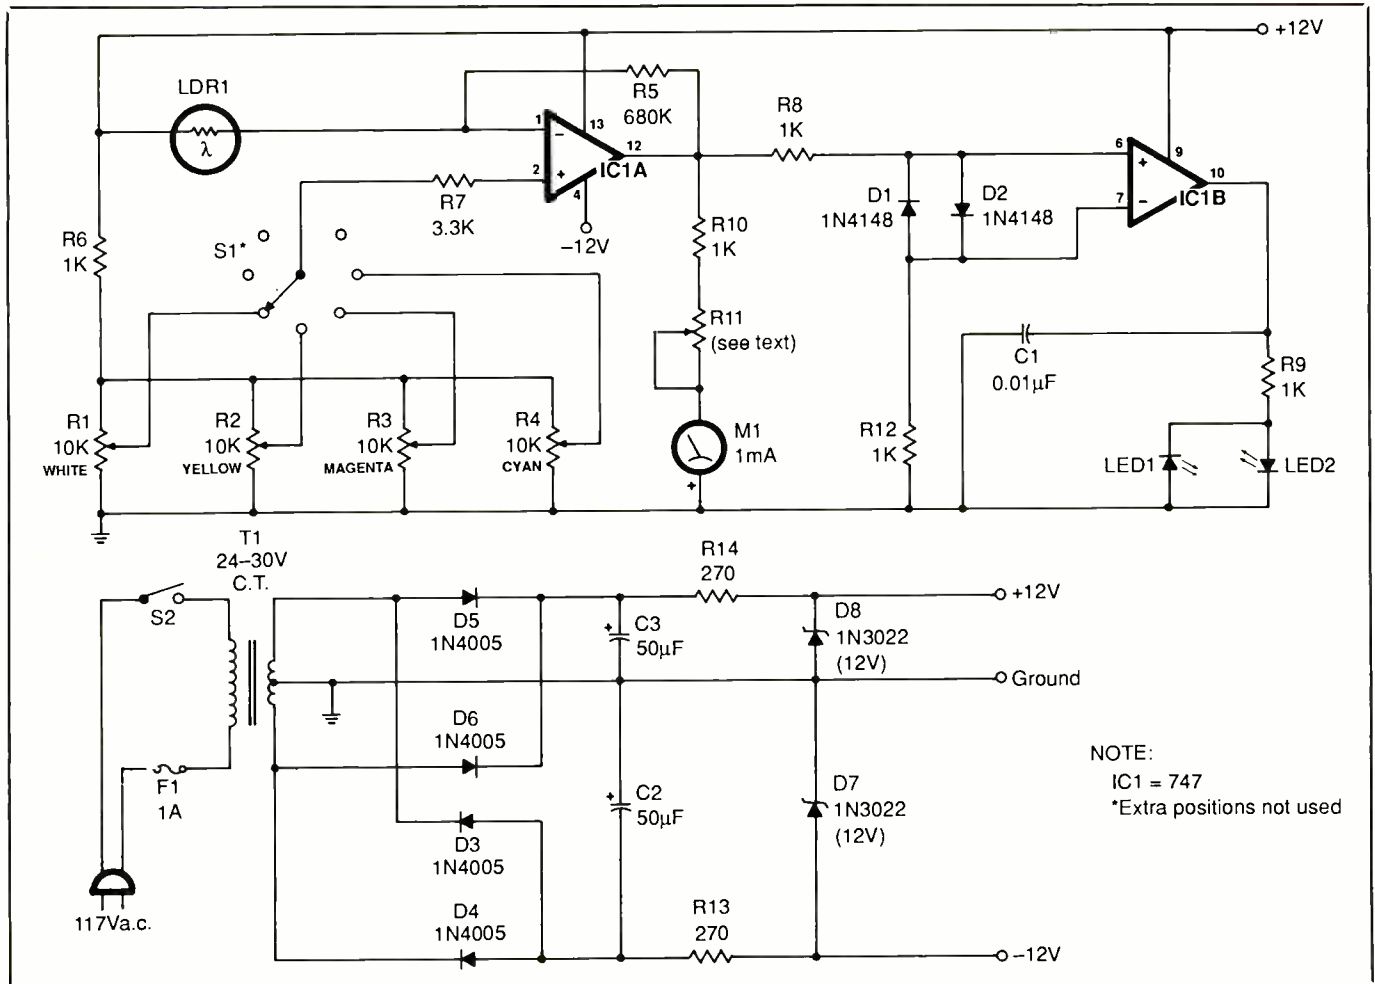 +12V
LDR1
λ
R5
680K
R8
1K
1
13
−
12
2
+
IC1A
4
−12V
R7
3.3K
6
9
+
10
7
−
IC1B
D1
1N4148
D2
1N4148
R6
1K
S1*
R10
1K
R11
(see text)
C1
0.01µF
R9
1K
R1
10K
WHITE
R2
10K
YELLOW
R3
10K
MAGENTA
R4
10K
CYAN
M1
1mA
+
R12
1K
LED1
LED2
T1
24–30V
C.T.
S2
F1
1A
117Va.c.
D5
1N4005
D6
1N4005
D3
1N4005
D4
1N4005
R14
270
+
C3
50µF
D8
1N3022
(12V)
+12V
Ground
+
C2
50µF
D7
1N3022
(12V)
R13
270
−12V
NOTE:
IC1 = 747
*Extra positions not used